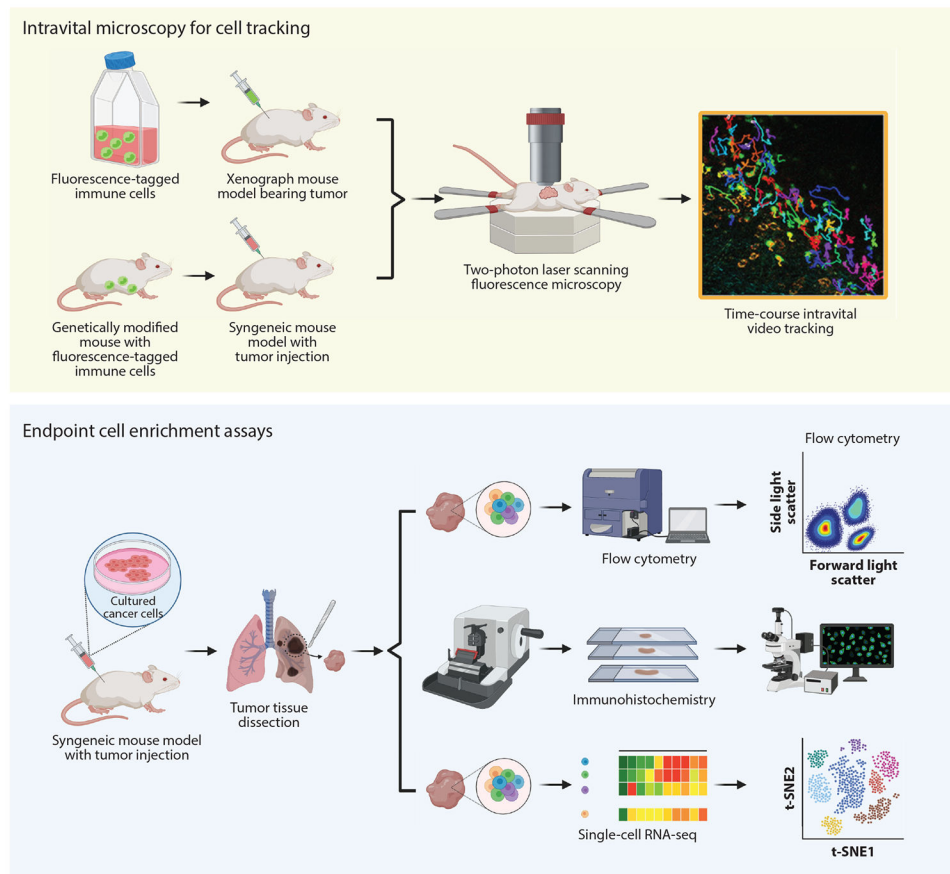 Intravital microscopy for cell tracking
Fluorescence-tagged
immune cells
Xenograph mouse
model bearing tumor
Genetically modified
mouse with
fluorescence-tagged
immune cells
Syngeneic mouse
model with
tumor injection
Two-photon laser scanning
fluorescence microscopy
Time-course intravital
video tracking
Endpoint cell enrichment assays
Cultured
cancer cells
Syngeneic mouse model
with tumor injection
Tumor tissue
dissection
Flow cytometry
Flow cytometry
Side light
scatter
Forward light
scatter
Immunohistochemistry
Single-cell RNA-seq
t-SNE2
t-SNE1